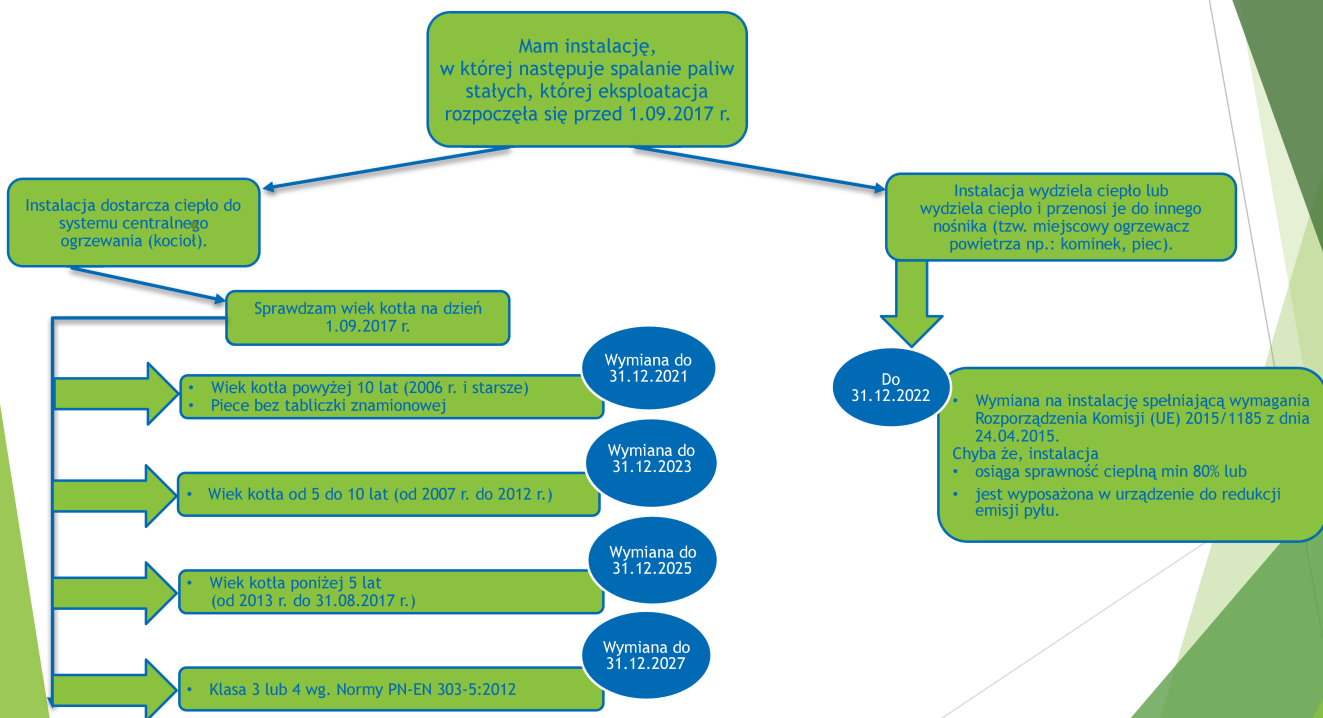 Mam instalację,
w której następuje spalanie paliw
stałych, której eksploatacja
rozpoczęła się przed 1.09.2017 r.
Instalacja dostarcza ciepło do
systemu centralnego
ogrzewania (kocioł).
Instalacja wydziela ciepło lub
wydziela ciepło i przenosi je do innego
nośnika (tzw. miejscowy ogrzewacz
powietrza np.: kominek, piec).
Sprawdzam wiek kotła na dzień
1.09.2017 r.
Wymiana do
31.12.2021
• Wiek kotła powyżej 10 lat (2006 r. i starsze)
• Piece bez tabliczki znamionowej
Wymiana do
31.12.2023
• Wiek kotła od 5 do 10 lat (od 2007 r. do 2012 r.)
Wymiana do
31.12.2025
• Wiek kotła poniżej 5 lat
(od 2013 r. do 31.08.2017 r.)
Wymiana do
31.12.2027
• Klasa 3 lub 4 wg. Normy PN-EN 303-5:2012
Do
31.12.2022
• Wymiana na instalację spełniającą wymagania
Rozporządzenia Komisji (UE) 2015/1185 z dnia
24.04.2015.
Chyba że, instalacja
• osiąga sprawność cieplną min 80% lub
• jest wyposażona w urządzenie do redukcji
emisji pyłu.